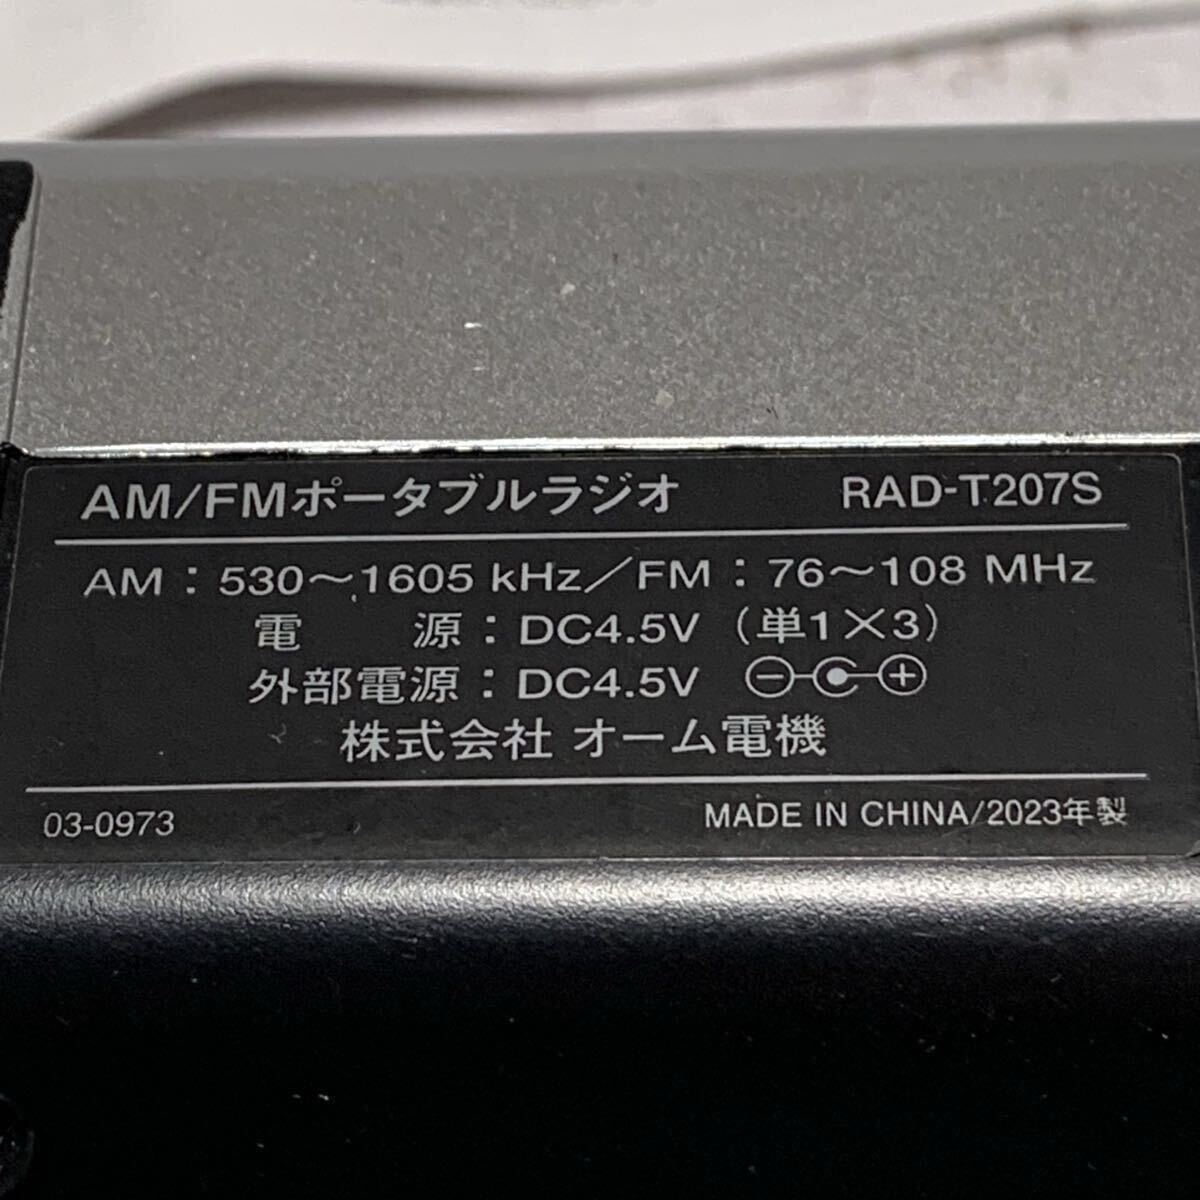 AM/FMポータブルラジオ RAD-T207S
AM：530～1605 kHz／FM：76～108 MHz
電 源：DC4.5V（単1×3）
外部電源：DC4.5V
株式会社 オーム電機
03-0973 MADE IN CHINA/2023年製